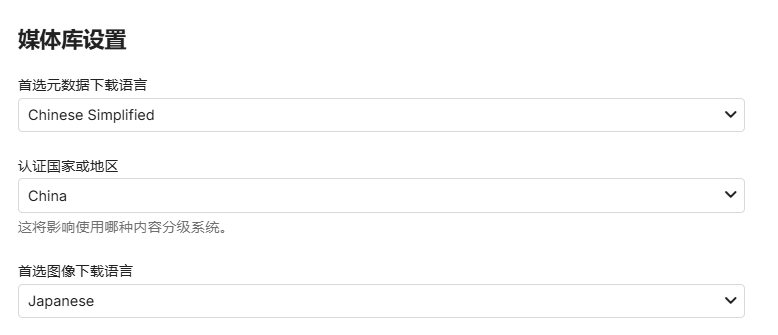 媒体库设置
首选元数据下载语言
Chinese Simplified
认证国家或地区
China
这将影响使用哪种内容分级系统。
首选图像下载语言
Japanese